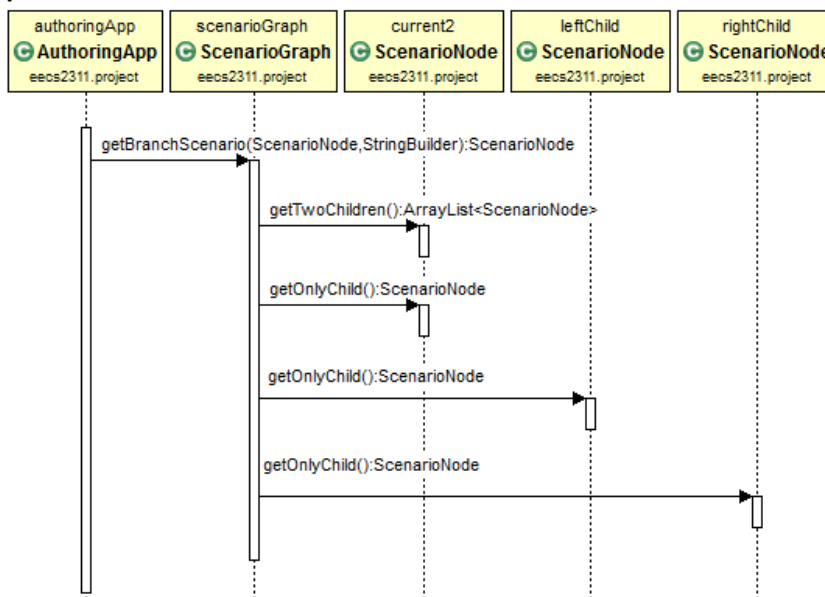 authoringApp
C AuthoringApp
eecs2311.project
scenarioGraph
C ScenarioGraph
eecs2311.project
current2
C ScenarioNode
eecs2311.project
leftChild
C ScenarioNode
eecs2311.project
rightChild
C ScenarioNode
eecs2311.project
getBranchScenario(ScenarioNode,StringBuilder):ScenarioNode
getTwoChildren():ArrayList<ScenarioNode>
getOnlyChild():ScenarioNode
getOnlyChild():ScenarioNode
getOnlyChild():ScenarioNode